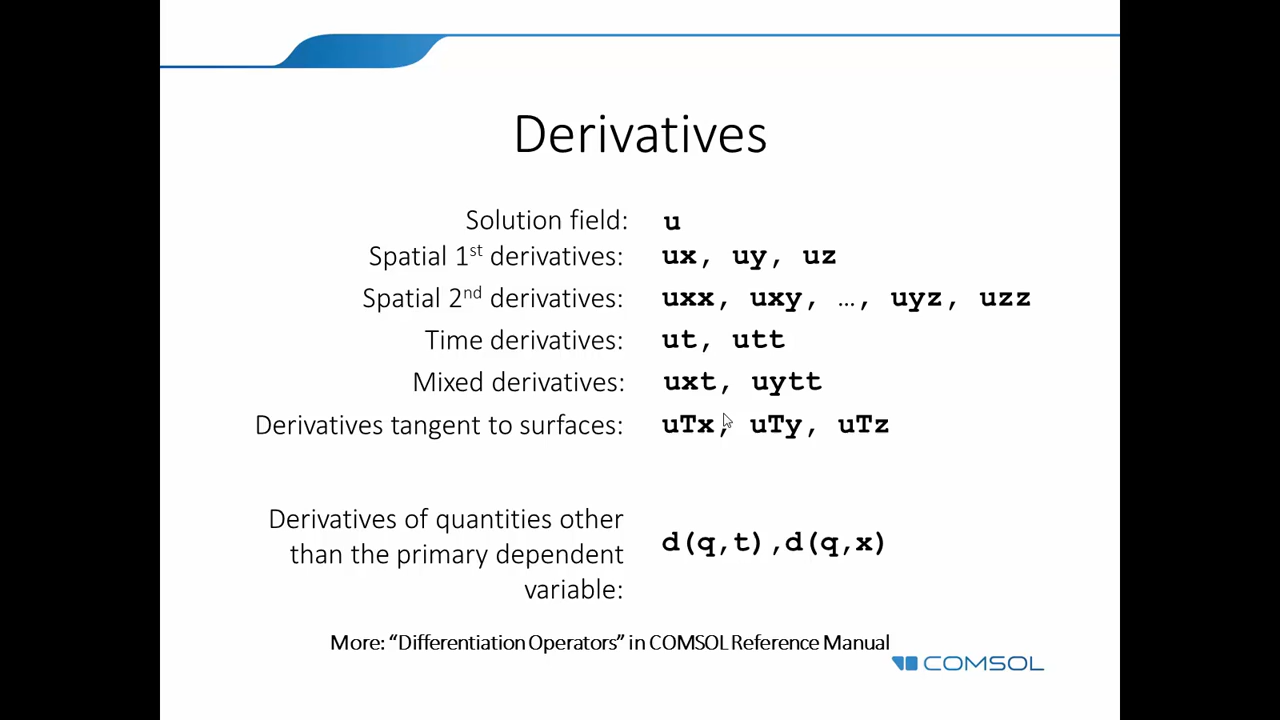 Derivatives
Solution field: u
Spatial 1st derivatives: ux, uy, uz
Spatial 2nd derivatives: uxx, uxy, …, uyz, uzz
Time derivatives: ut, utt
Mixed derivatives: uxt, uytt
Derivatives tangent to surfaces: uTx, uTy, uTz
Derivatives of quantities other
than the primary dependent
variable:
d(q,t),d(q,x)
More: “Differentiation Operators” in COMSOL Reference Manual
COMSOL